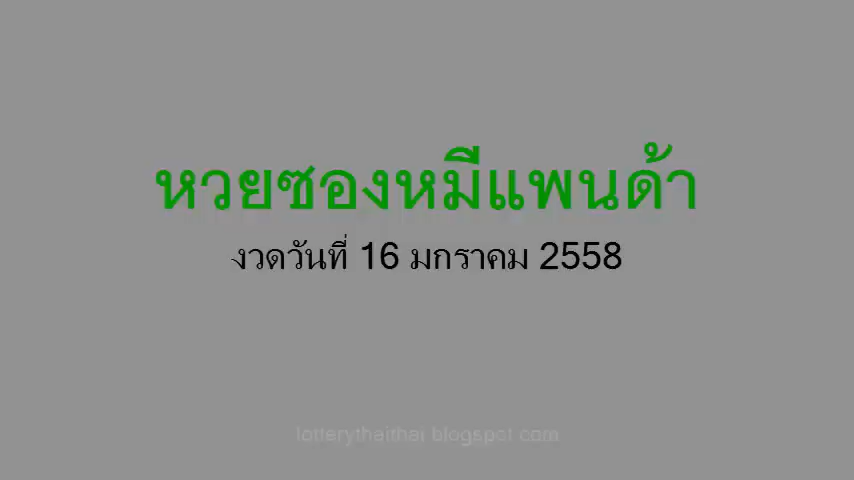 หวยซองหมีแพนด้า
งวดวันที่ 16 มกราคม 2558
lotterythaithai.blogspot.com